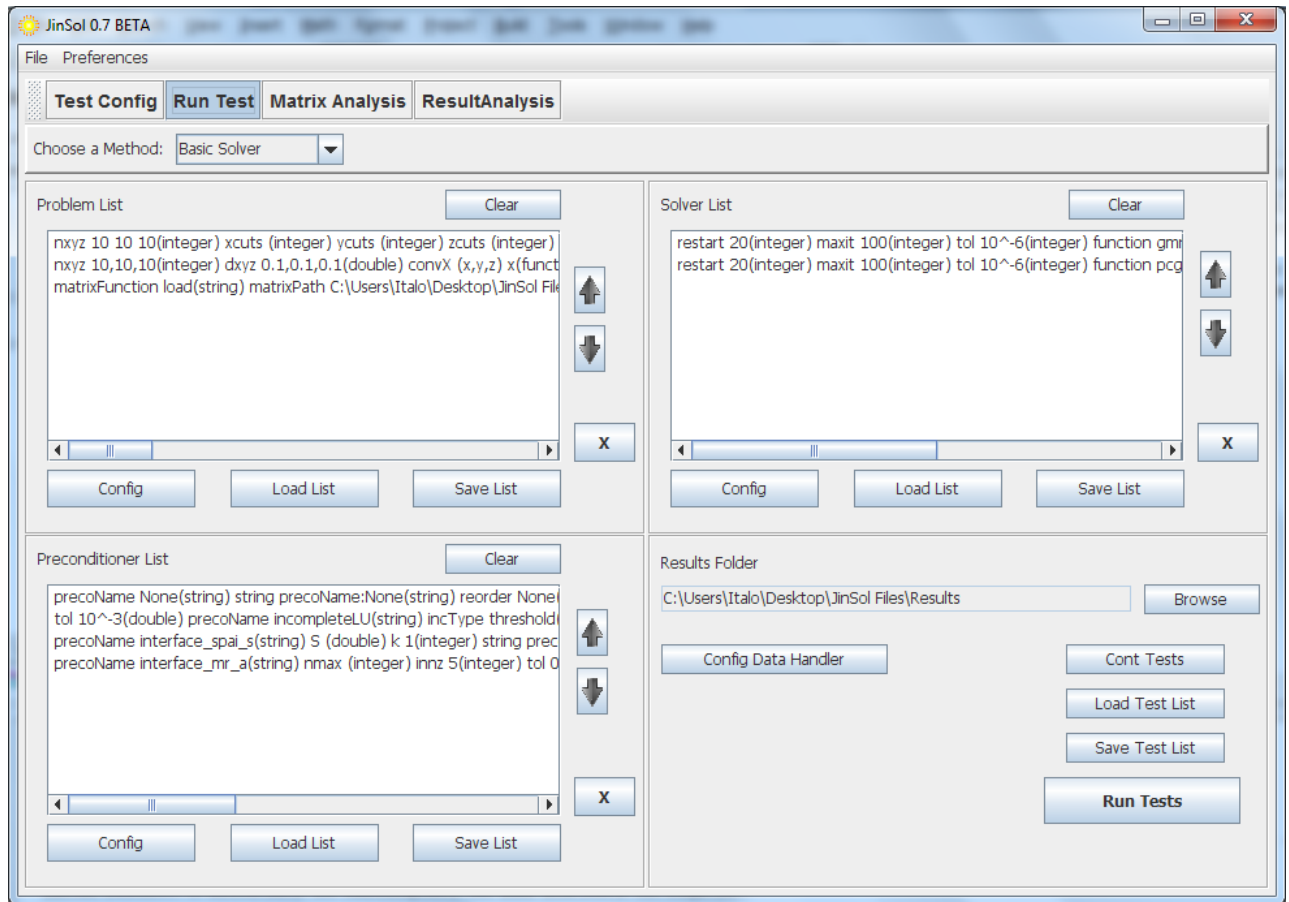 JinSol 0.7 BETA
File Preferences
Test Config Run Test Matrix Analysis ResultAnalysis
Choose a Method: Basic Solver
Problem List Clear
nxyz 10 10 10(integer) xcuts (integer) ycuts (integer) zcuts (integer)
nxyz 10,10,10(integer) dxyz 0.1,0.1,0.1(double) convX (x,y,z) x(funct
matrixFunction load(string) matrixPath C:\Users\Italo\Desktop\JinSol File
X
Config Load List Save List
Solver List Clear
restart 20(integer) maxit 100(integer) tol 10^-6(integer) function gmr
restart 20(integer) maxit 100(integer) tol 10^-6(integer) function pcg
X
Config Load List Save List
Preconditioner List Clear
precoName None(string) string precoName:None(string) reorder None(
tol 10^-3(double) precoName incompleteLU(string) incType threshold(
precoName interface_spai_s(string) S (double) k 1(integer) string prec
precoName interface_mr_a(string) nmax (integer) innz 5(integer) tol 0
X
Config Load List Save List
Results Folder
C:\Users\Italo\Desktop\JinSol Files\Results Browse
Config Data Handler Cont Tests
Load Test List
Save Test List
Run Tests